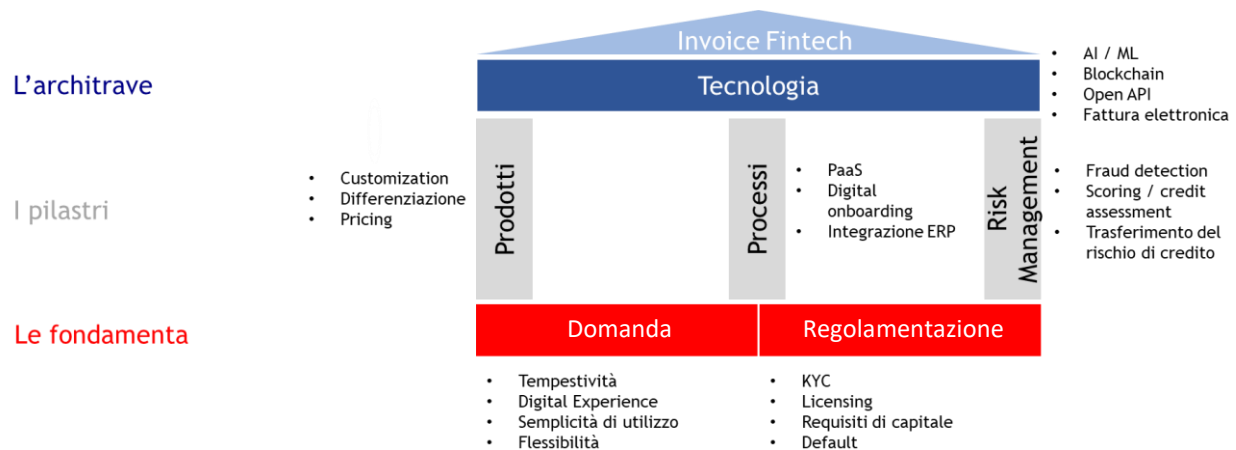 Invoice Fintech
L'architrave
Tecnologia
• AI / ML
• Blockchain
• Open API
• Fattura elettronica
I pilastri
• Customization
• Differenziazione
• Pricing
Prodotti
Processi
• PaaS
• Digital
onboarding
• Integrazione ERP
Risk
Management
• Fraud detection
• Scoring / credit
assessment
• Trasferimento del
rischio di credito
Le fondamenta
Domanda
Regolamentazione
• Tempestività
• Digital Experience
• Semplicità di utilizzo
• Flessibilità
• KYC
• Licensing
• Requisiti di capitale
• Default